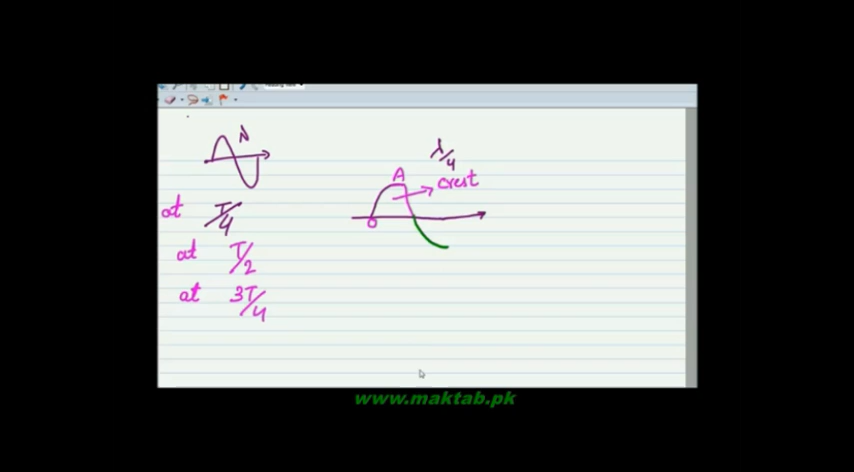 λ
λ/4
A
crest
at T/4
O
at T/2
at 3T/4
www.maktab.pk